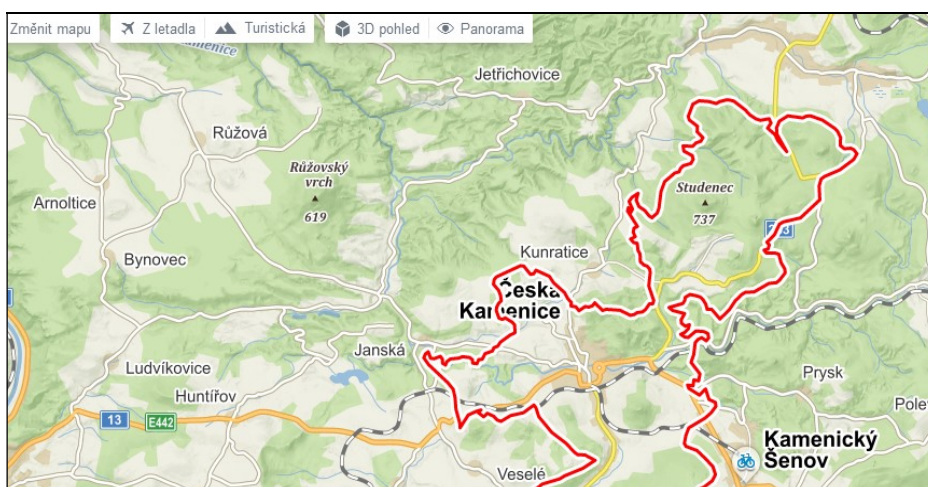 Změnit mapu
Z letadla
Turistická
3D pohled
Panorama
Jetřichovice
Růžová
Růžovský
vrch
619
Studenec
737
Arnoltice
Bynovec
Kunratice
Česká
Kamenice
Janská
Ludvíkovice
Huntířov
Prysk
13
E442
Kamenický
Šenov
Veselé